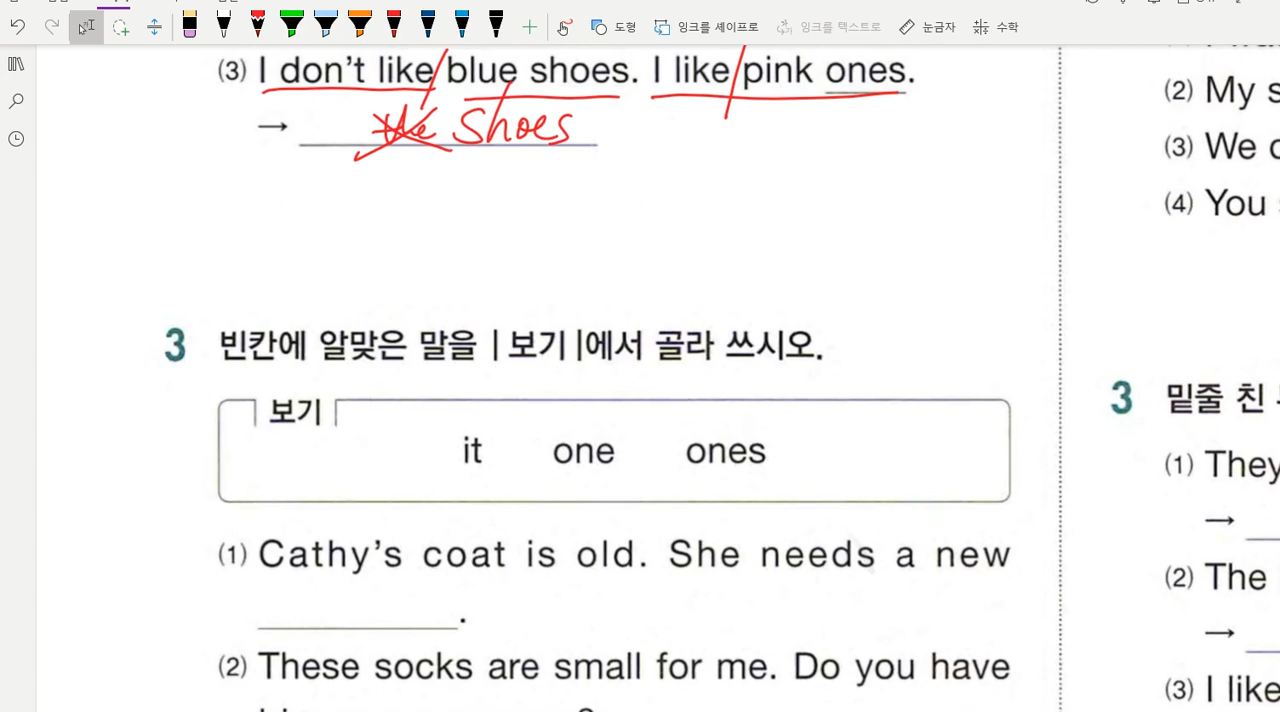 도형
잉크를 셰이프로
잉크를 텍스트로
눈금자
수학
(3) I don't like blue shoes. I like pink ones.
→ shoes
3 빈칸에 알맞은 말을 | 보기 |에서 골라 쓰시오.
보기
it one ones
(1) Cathy's coat is old. She needs a new
.
(2) These socks are small for me. Do you have
(2) My s
(3) We
(4) You
3 밑줄 친
(1) They
→
(2) The
→
(3) I like